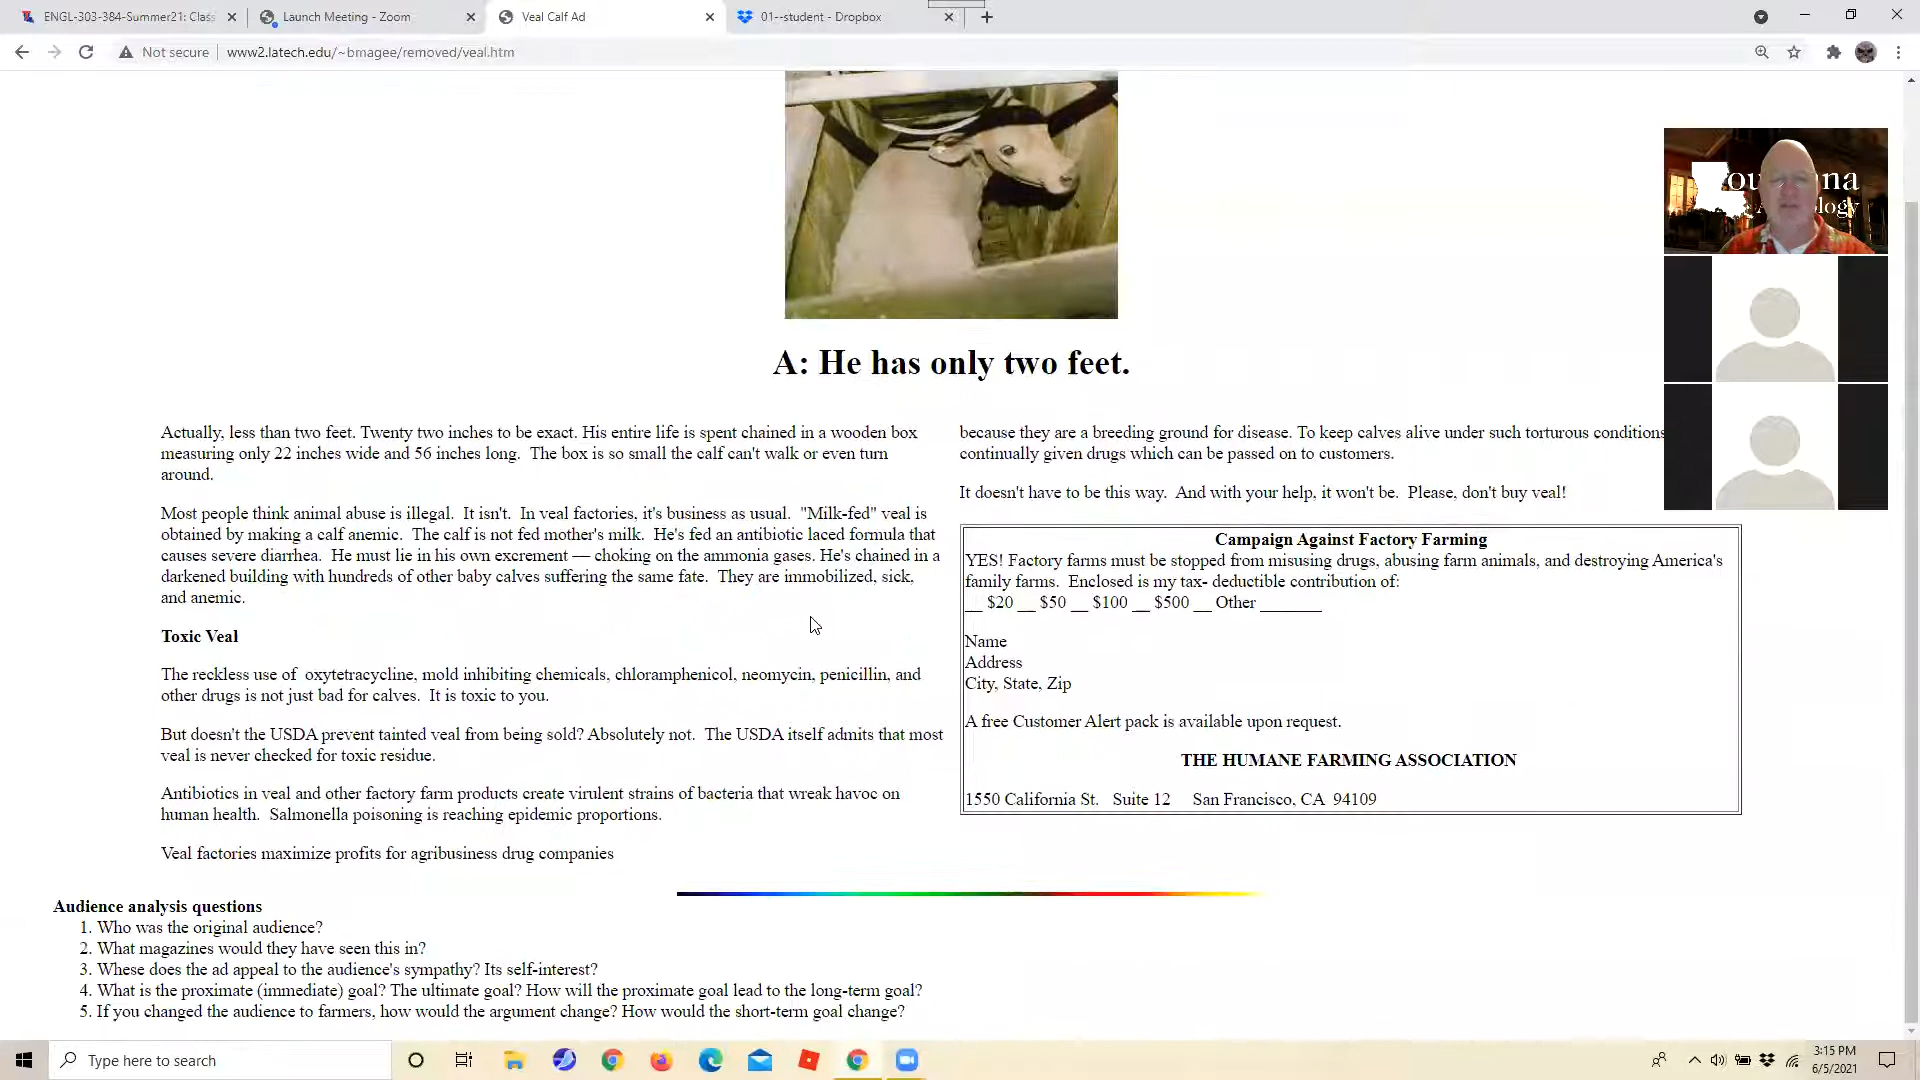 ENGL-303-384-Summer21: Class
Launch Meeting - Zoom
Veal Calf Ad
01--student - Dropbox
Not secure
www2.latech.edu/~bmagee/removed/veal.htm
A: He has only two feet.
Actually, less than two feet. Twenty two inches to be exact. His entire life is spent chained in a wooden box
measuring only 22 inches wide and 56 inches long. The box is so small the calf can't walk or even turn
around.
Most people think animal abuse is illegal. It isn't. In veal factories, it's business as usual. "Milk-fed" veal is
obtained by making a calf anemic. The calf is not fed mother's milk. He's fed an antibiotic laced formula that
causes severe diarrhea. He must lie in his own excrement — choking on the ammonia gases. He's chained in a
darkened building with hundreds of other baby calves suffering the same fate. They are immobilized, sick,
and anemic.
Toxic Veal
The reckless use of oxytetracycline, mold inhibiting chemicals, chloramphenicol, neomycin, penicillin, and
other drugs is not just bad for calves. It is toxic to you.
But doesn't the USDA prevent tainted veal from being sold? Absolutely not. The USDA itself admits that most
veal is never checked for toxic residue.
Antibiotics in veal and other factory farm products create virulent strains of bacteria that wreak havoc on
human health. Salmonella poisoning is reaching epidemic proportions.
Veal factories maximize profits for agribusiness drug companies
because they are a breeding ground for disease. To keep calves alive under such torturous conditions
continually given drugs which can be passed on to customers.
It doesn't have to be this way. And with your help, it won't be. Please, don't buy veal!
Campaign Against Factory Farming
YES! Factory farms must be stopped from misusing drugs, abusing farm animals, and destroying America's
family farms. Enclosed is my tax- deductible contribution of:
__ $20 __ $50 __ $100 __ $500 __ Other _______
Name
Address
City, State, Zip
A free Customer Alert pack is available upon request.
THE HUMANE FARMING ASSOCIATION
1550 California St. Suite 12 San Francisco, CA 94109
Audience analysis questions
1. Who was the original audience?
2. What magazines would they have seen this in?
3. Whese does the ad appeal to the audience's sympathy? Its self-interest?
4. What is the proximate (immediate) goal? The ultimate goal? How will the proximate goal lead to the long-term goal?
5. If you changed the audience to farmers, how would the argument change? How would the short-term goal change?
Type here to search
3:15 PM
6/5/2021